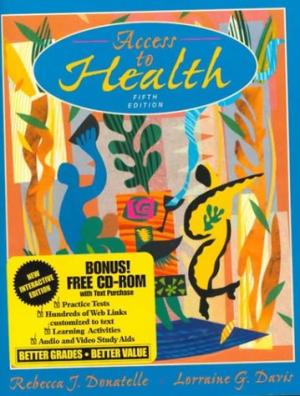 Access
to
Health
FIFTH
EDITION
NEW
INTERACTIVE
EDITION
BONUS!
FREE CD-ROM
with Text Purchase
Practice Tests
Hundreds of Web Links
customized to text
Learning Activities
Audio and Video Study Aids
BETTER GRADES • BETTER VALUE
Rebecca J. Donatelle • Lorraine G. Davis